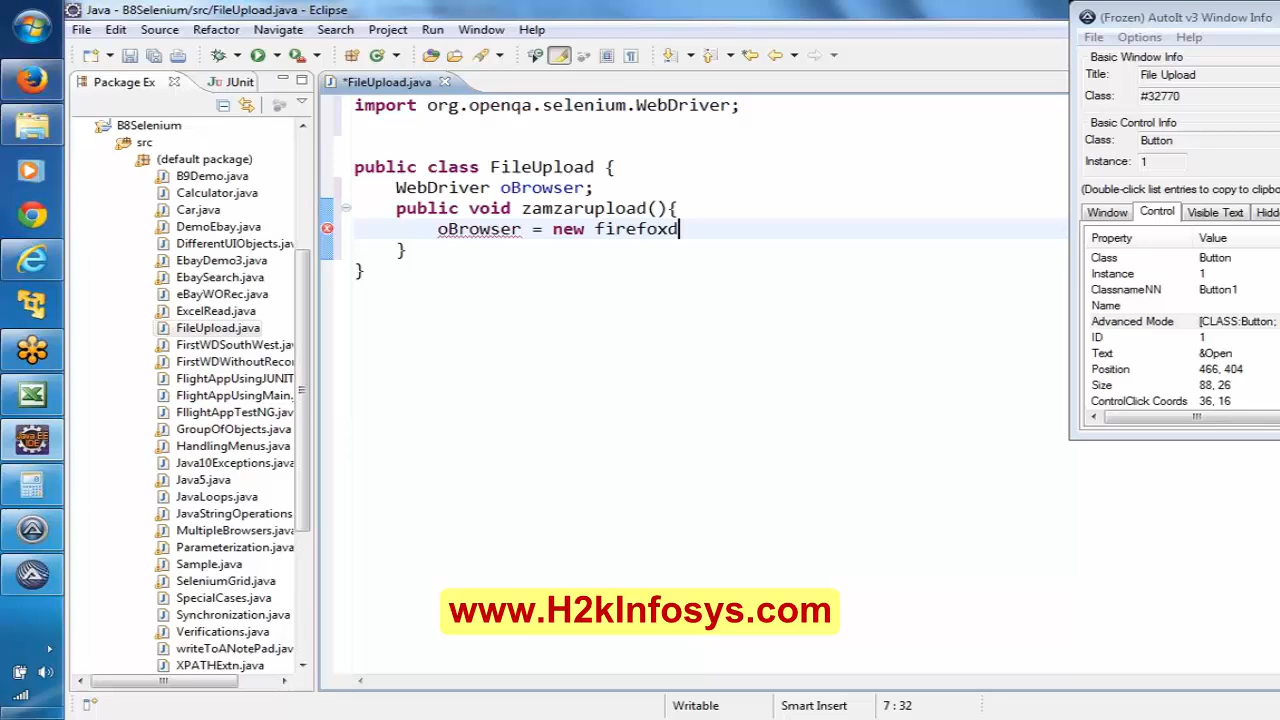 Java - B8Selenium/src/FileUpload.java - Eclipse
File Edit Source Refactor Navigate Search Project Run Window Help
Package Ex
JUnit
B8Selenium
src
(default package)
B9Demo.java
Calculator.java
Car.java
DemoEbay.java
DifferentUIObjects.jav
EbayDemo3.java
EbaySearch.java
eBayWORec.java
ExcelRead.java
FileUpload.java
FirstWDSouthWest.jav
FirstWDWithoutRecor
FlightAppUsingJUNIT
FlightAppUsingMain.
FlIightAppTestNG.jav
GroupOfObjects.java
HandlingMenus.java
Java10Exceptions.java
Java5.java
JavaLoops.java
JavaStringOperations
MultipleBrowsers.java
Parameterization.java
Sample.java
SeleniumGrid.java
SpecialCases.java
Synchronization.java
Verifications.java
writeToANotePad.java
XPATHExtn.java
*FileUpload.java
import org.openqa.selenium.WebDriver;
public class FileUpload {
WebDriver oBrowser;
public void zamzarupload(){
oBrowser = new firefoxd
}
}
(Frozen) AutoIt v3 Window Info
File Options Help
Basic Window Info
Title: File Upload
Class: #32770
Basic Control Info
Class: Button
Instance: 1
(Double-click list entries to copy to clipboa
Window Control Visible Text Hidd
Property Value
Class Button
Instance 1
ClassnameNN Button1
Name
Advanced Mode [CLASS:Button;
ID 1
Text &Open
Position 466, 404
Size 88, 26
ControlClick Coords 36, 16
www.H2kInfosys.com
Writable Smart Insert 7 : 32